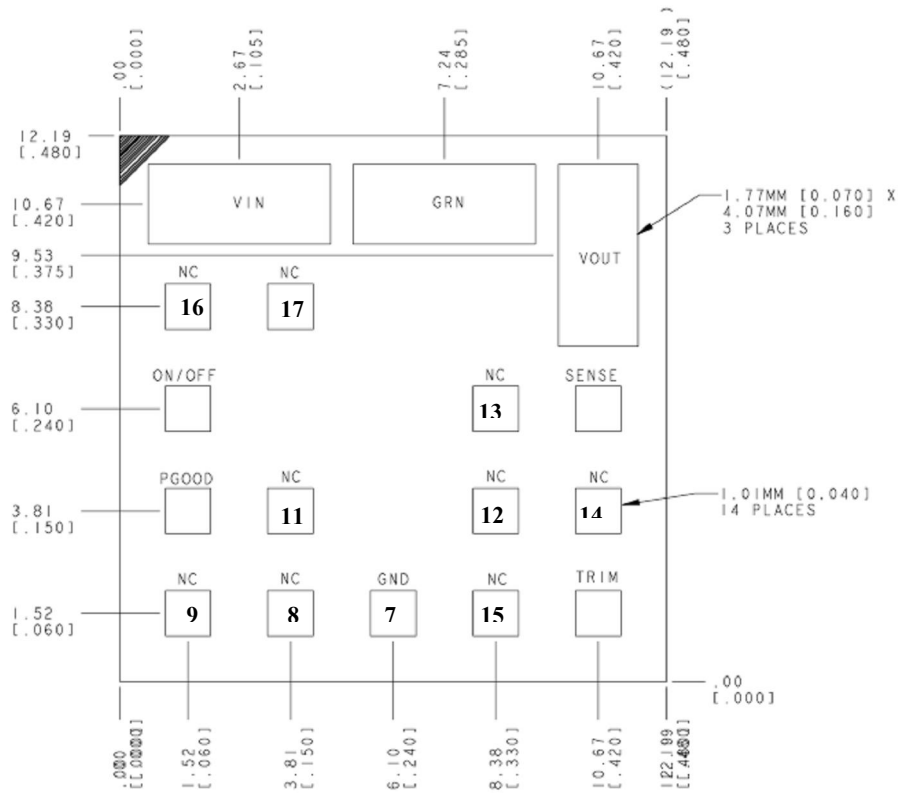 .00
[.0000]
2.67
[.105]
7.24
[.285]
10.67
[.420]
(12.19)
[.480]
12.19
[.480]
VIN
GRN
1.77MM [0.070] X
4.07MM [0.160]
3 PLACES
10.67
[.420]
VOUT
9.53
[.375]
NC
NC
8.38
[.330]
16
17
ON/OFF
NC
SENSE
6.10
[.240]
13
PGOOD
NC
NC
NC
1.01MM [0.040]
14 PLACES
3.81
[.150]
11
12
14
NC
NC
GND
NC
TRIM
1.52
[.060]
9
8
7
15
.00
[.000]
1.52
[.060]
3.81
[.150]
6.10
[.240]
8.38
[.330]
10.67
[.420]